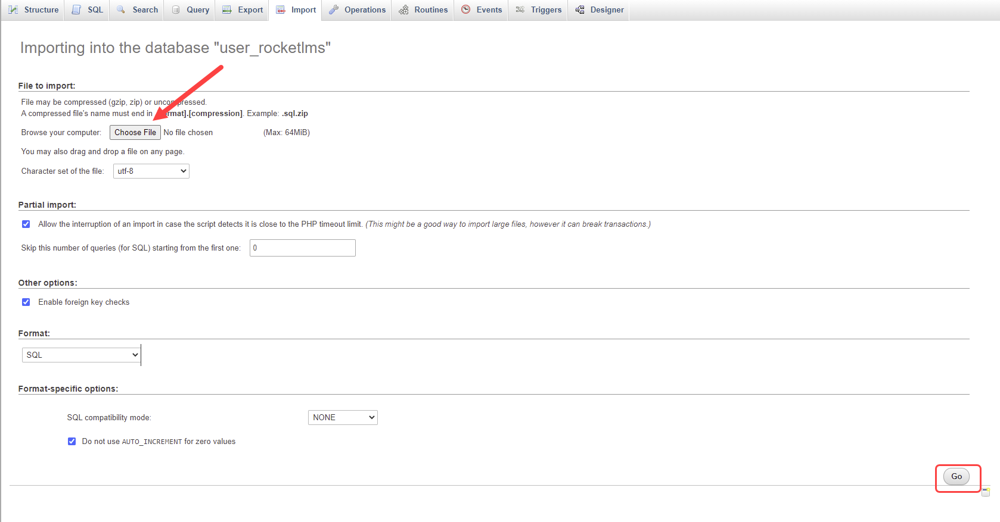 Structure SQL Search Query Export Import Operations Routines Events Triggers Designer
Importing into the database "user_rocketlms"
File to import:
File may be compressed (gzip, zip) or uncompressed.
A compressed file's name must end in rmat].[compression]. Example: .sql.zip
Browse your computer: Choose File No file chosen (Max: 64MiB)
You may also drag and drop a file on any page.
Character set of the file: utf-8
Partial import:
Allow the interruption of an import in case the script detects it is close to the PHP timeout limit. (This might be a good way to import large files, however it can break transactions.)
Skip this number of queries (for SQL) starting from the first one: 0
Other options:
Enable foreign key checks
Format:
SQL
Format-specific options:
SQL compatibility mode: NONE
Do not use AUTO_INCREMENT for zero values
Go